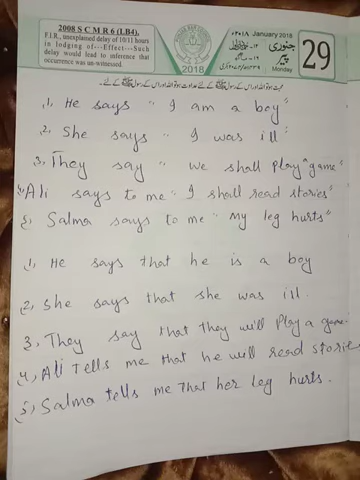 2008 S C M R 6 (LB4).
F.I.R., unexplained delay of 10/11 hours
in lodging of---Effect---Such
delay would lead to inference that
occurrence was un-witnessed.
2018
۲۰۱۸ January 2018
جنوری
پیر
Monday
29
1, He says " I am a boy"
2, She says " I was ill"
3, They say " we shall play a game"
4, Ali says to me " I shall read stories"
5, Salma says to me " My leg hurts"
1, He says that he is a boy
2, She says that she was ill.
3, They say that they will play a game.
4, Ali Tells me that he will read stories
5, Salma tells me that her leg hurts.